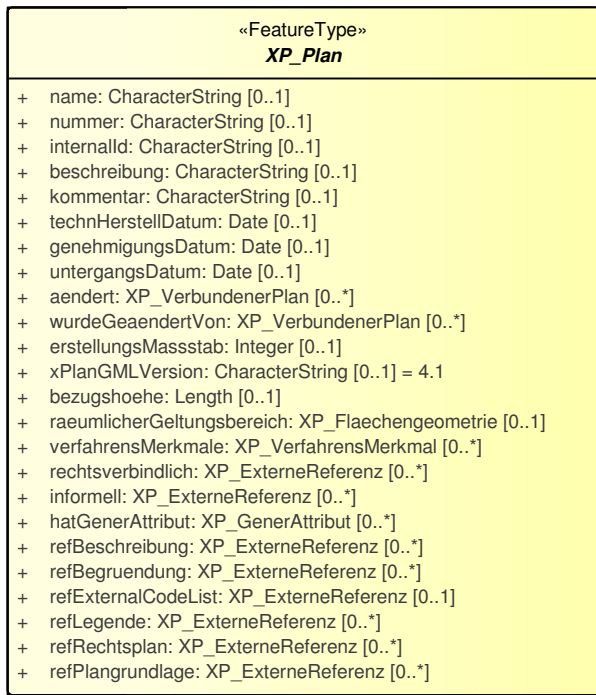 «FeatureType»
XP_Plan
+ name: CharacterString [0..1]
+ nummer: CharacterString [0..1]
+ internalId: CharacterString [0..1]
+ beschreibung: CharacterString [0..1]
+ kommentar: CharacterString [0..1]
+ technHerstellDatum: Date [0..1]
+ genehmigungsDatum: Date [0..1]
+ untergangsDatum: Date [0..1]
+ aendert: XP_VerbundenerPlan [0..*]
+ wurdeGeaendertVon: XP_VerbundenerPlan [0..*]
+ erstellungsMassstab: Integer [0..1]
+ xPlanGMLVersion: CharacterString [0..1] = 4.1
+ bezugshoehe: Length [0..1]
+ raeumlicherGeltungsbereich: XP_Flaechengeometrie [0..1]
+ verfahrensMerkmale: XP_VerfahrensMerkmal [0..*]
+ rechtsverbindlich: XP_ExterneReferenz [0..*]
+ informell: XP_ExterneReferenz [0..*]
+ hatGenerAttribut: XP_GenerAttribut [0..*]
+ refBeschreibung: XP_ExterneReferenz [0..*]
+ refBegruendung: XP_ExterneReferenz [0..*]
+ refExternalCodeList: XP_ExterneReferenz [0..1]
+ refLegende: XP_ExterneReferenz [0..*]
+ refRechtsplan: XP_ExterneReferenz [0..*]
+ refPlangrundlage: XP_ExterneReferenz [0..*]